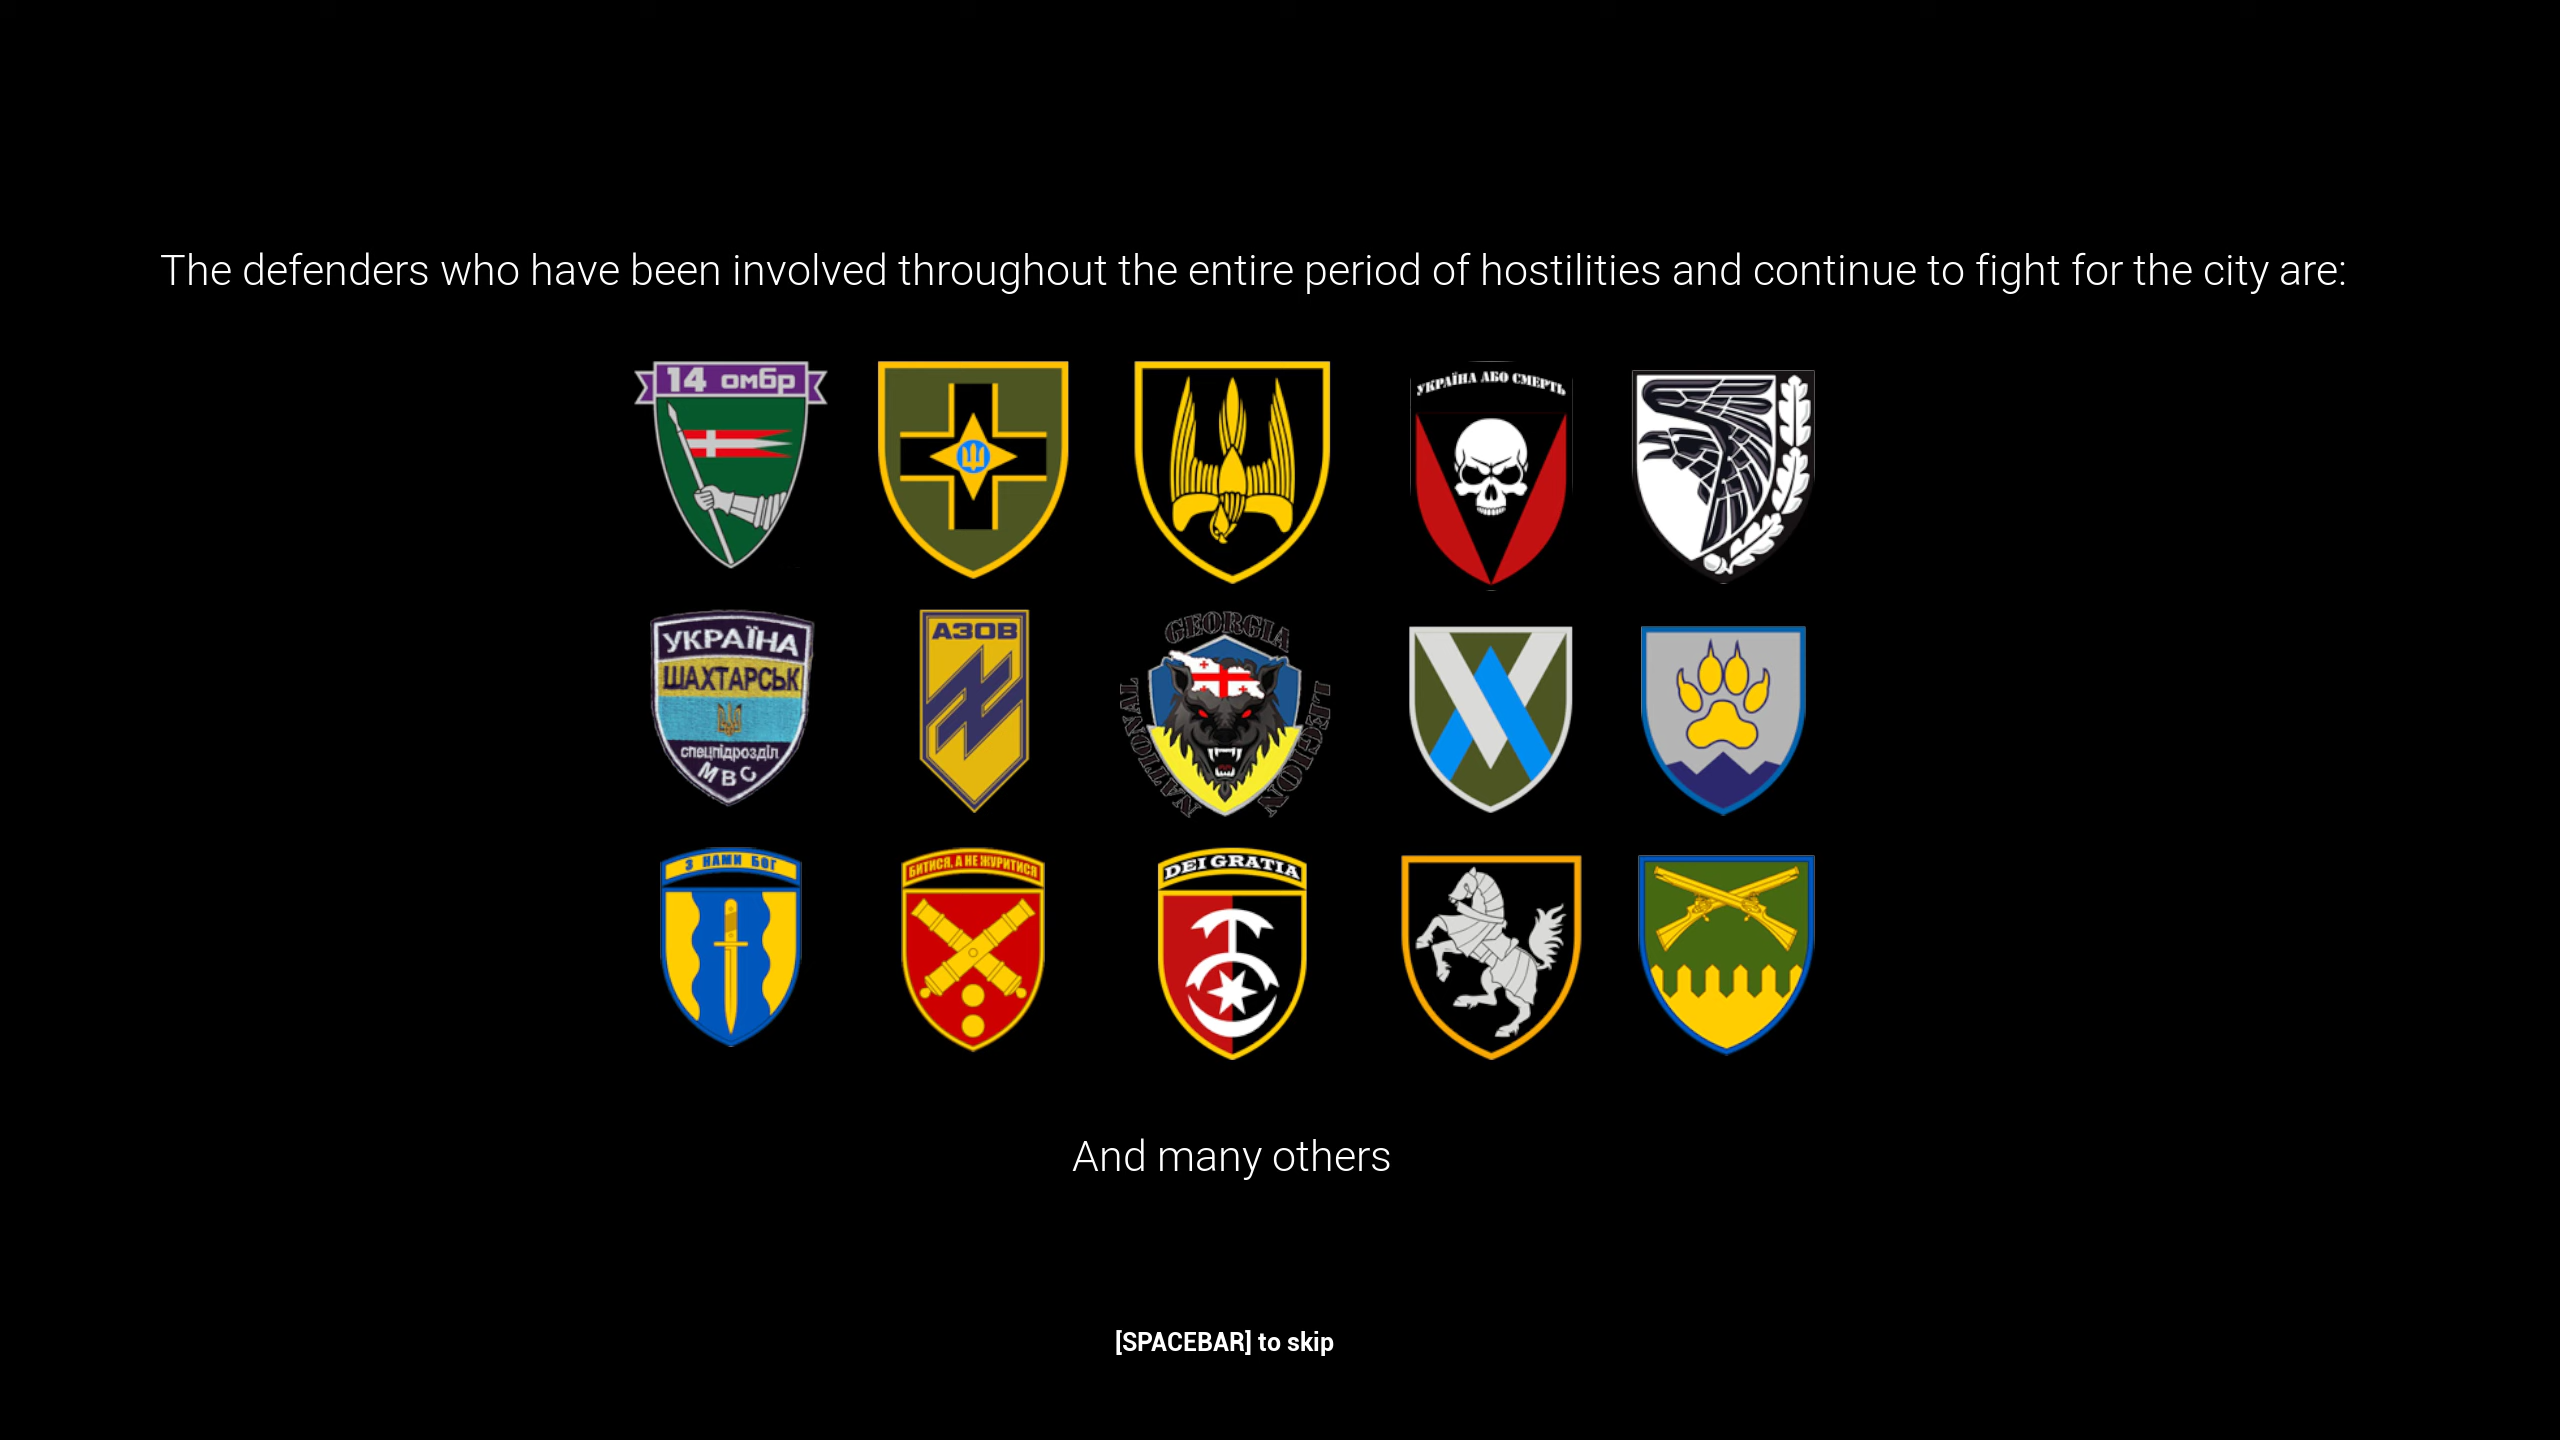 The defenders who have been involved throughout the entire period of hostilities and continue to fight for the city are:
14 омбр
УКРАЇНА АБО СМЕРТЬ
УКРАЇНА
ШАХТАРСЬК
спецпідрозділ
МВС
АЗОВ
GEORGIA
NATIONAL
LEGION
З НАМИ БОГ
БИТИСЯ, А НЕ ЖУРИТИСЯ
DEI GRATIA
And many others
[SPACEBAR] to skip